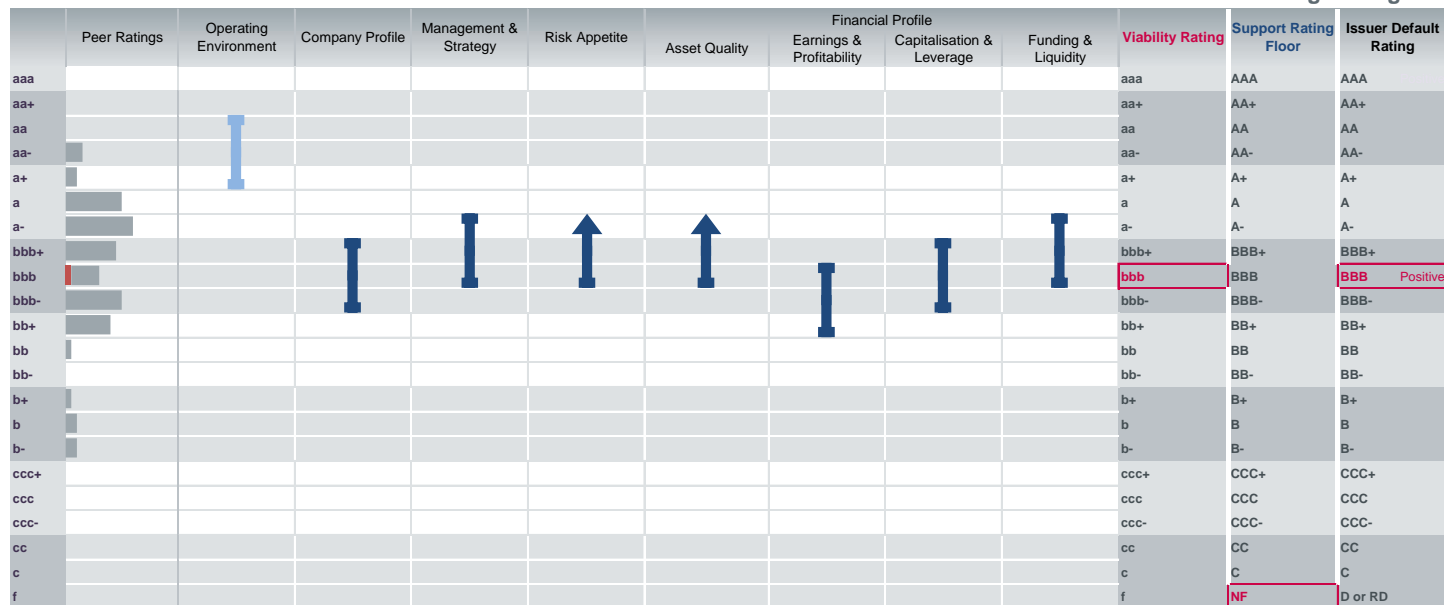 Financial Profile
Peer Ratings
Operating
Environment
Company Profile
Management &
Strategy
Risk Appetite
Asset Quality
Earnings &
Profitability
Capitalisation &
Leverage
Funding &
Liquidity
Viability Rating
Support Rating
Floor
Issuer Default
Rating
aaa aaa AAA AAA
aa+ aa+ AA+ AA+
aa aa AA AA
aa- aa- AA- AA-
a+ a+ A+ A+
a a A A
a- a- A- A-
bbb+ bbb+ BBB+ BBB+
bbb bbb BBB BBB Positive
bbb- bbb- BBB- BBB-
bb+ bb+ BB+ BB+
bb bb BB BB
bb- bb- BB- BB-
b+ b+ B+ B+
b b B B
b- b- B- B-
ccc+ ccc+ CCC+ CCC+
ccc ccc CCC CCC
ccc- ccc- CCC- CCC-
cc cc CC CC
c c C C
f f NF D or RD